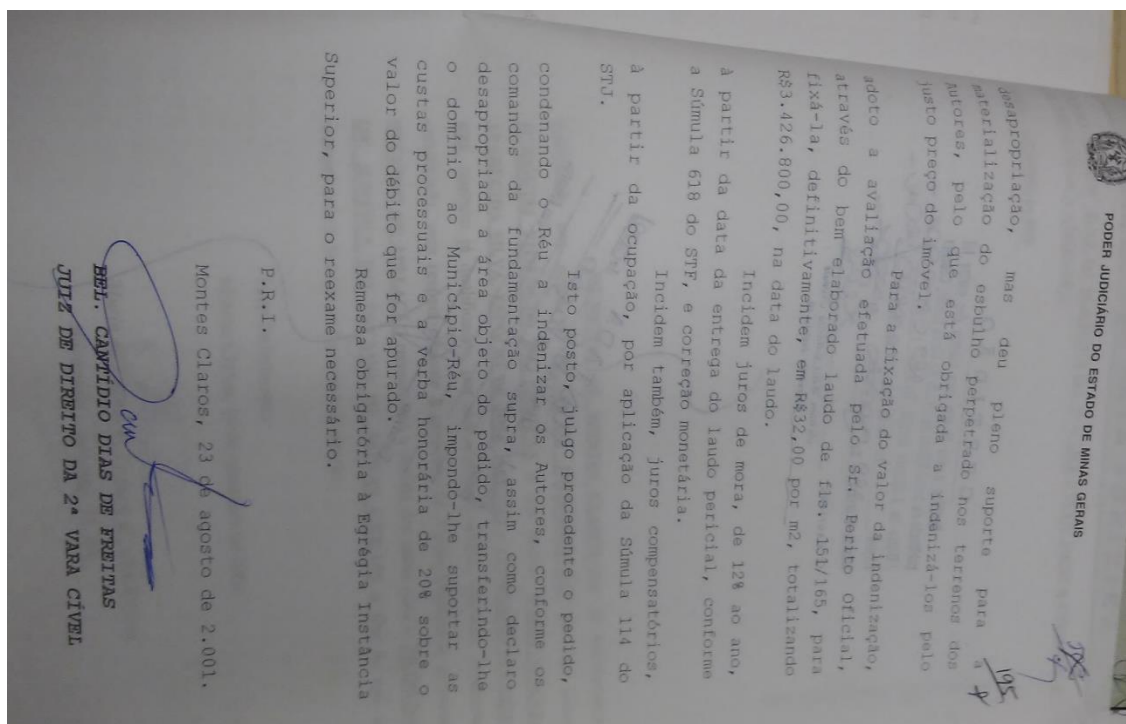 PODER JUDICIÁRIO DO ESTADO DE MINAS GERAIS
195
desapropriação, mas deu pleno suporte para a
materialização do esbulho perpetrado nos terrenos dos
Autores, pelo que está obrigada a indenizá-los pelo
justo preço do imóvel.
Para a fixação do valor da indenização,
adoto a avaliação efetuada pelo Sr. Perito Oficial,
através do bem elaborado laudo de fls. 151/165, para
fixá-la, definitivamente, em R$32,00 por m2, totalizando
R$3.426.800,00, na data do laudo.
Incidem juros de mora, de 12% ao ano,
à partir da data da entrega do laudo pericial, conforme
a Súmula 618 do STF, e correção monetária.
Incidem também, juros compensatórios,
à partir da ocupação, por aplicação da Súmula 114 do
STJ.
Isto posto, julgo procedente o pedido,
condenando o Réu a indenizar os Autores, conforme os
comandos da fundamentação supra, assim como declaro
desapropriada a área objeto do pedido, transferindo-lhe
o domínio ao Município-Réu, impondo-lhe suportar as
custas processuais e a verba honorária de 20% sobre o
valor do débito que for apurado.
Remessa obrigatória à Egrégia Instância
Superior, para o reexame necessário.
P.R.I.
Montes Claros, 23 de agosto de 2.001.
BEL. CANTÍDIO DIAS DE FREITAS
JUIZ DE DIREITO DA 2ª VARA CÍVEL